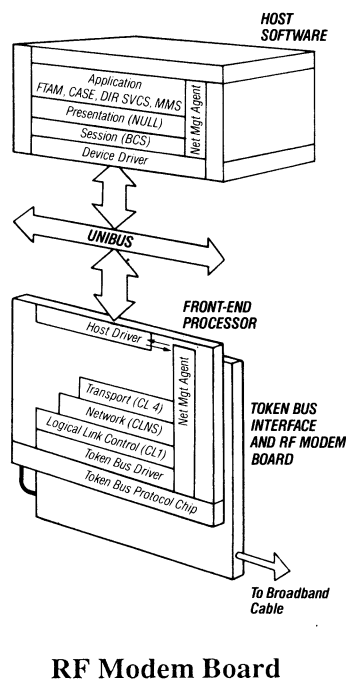 HOST
SOFTWARE
Application
FTAM, CASE, DIR SVCS, MMS
Presentation (NULL)
Session (BCS)
Device Driver
Net Mgt Agent
UNIBUS
FRONT-END
PROCESSOR
Host Driver
Net Mgt Agent
Transport (CL 4)
Network (CLNS)
Logical Link Control (CL1)
Token Bus Driver
Token Bus Protocol Chip
TOKEN BUS
INTERFACE
AND RF MODEM
BOARD
To Broadband
Cable
RF Modem Board